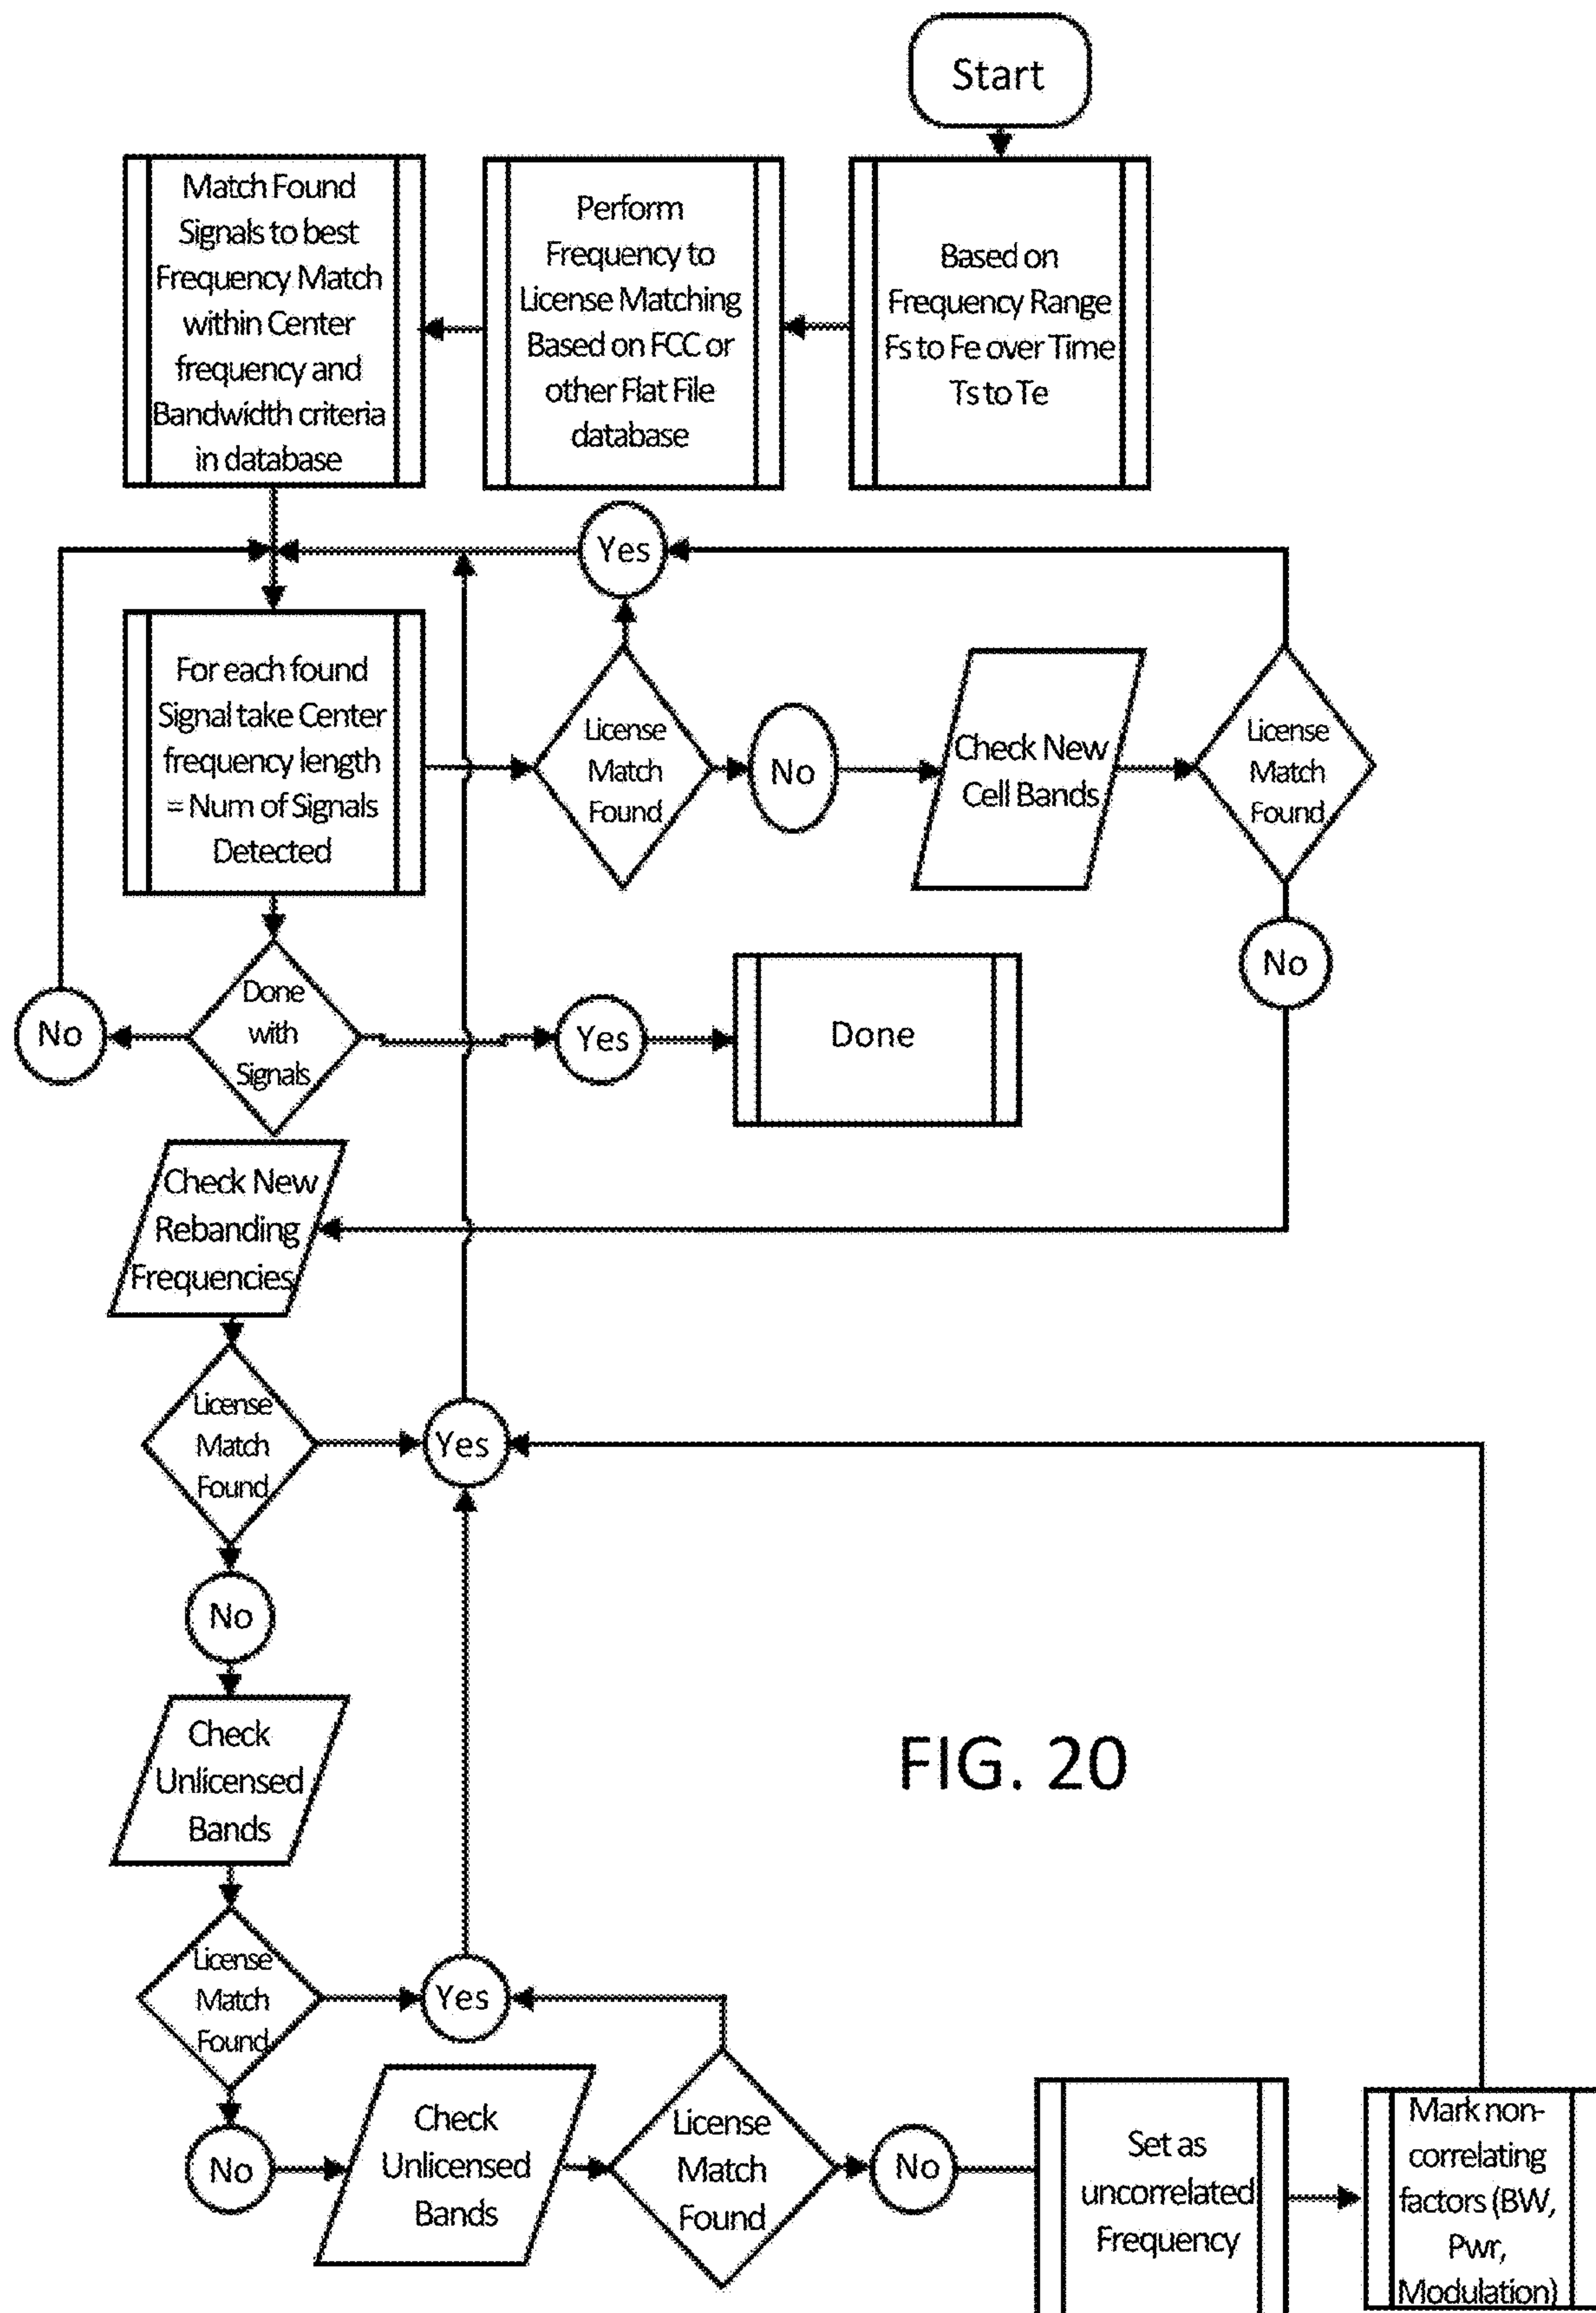 Start
Match Found
Signals to best
Frequency Match
within Center
frequency and
Bandwidth criteria
in database
Perform
Frequency to
License Matching
Based on FCC or
other Flat File
database
Based on
Frequency Range
Fs to Fe over Time
Ts to Te
Yes
For each found
Signal take Center
frequency length
= Num of Signals
Detected
License
Match
Found
No
Check New
Cell Bands
License
Match
Found
No
Done
with
Signals
No
Yes
Done
Check New
Rebanding
Frequencies
License
Match
Found
Yes
No
Check
Unlicensed
Bands
FIG. 20
License
Match
Found
Yes
No
Check
Unlicensed
Bands
License
Match
Found
No
Set as
uncorrelated
Frequency
Mark non-
correlating
factors (BW,
Pwr,
Modulation)